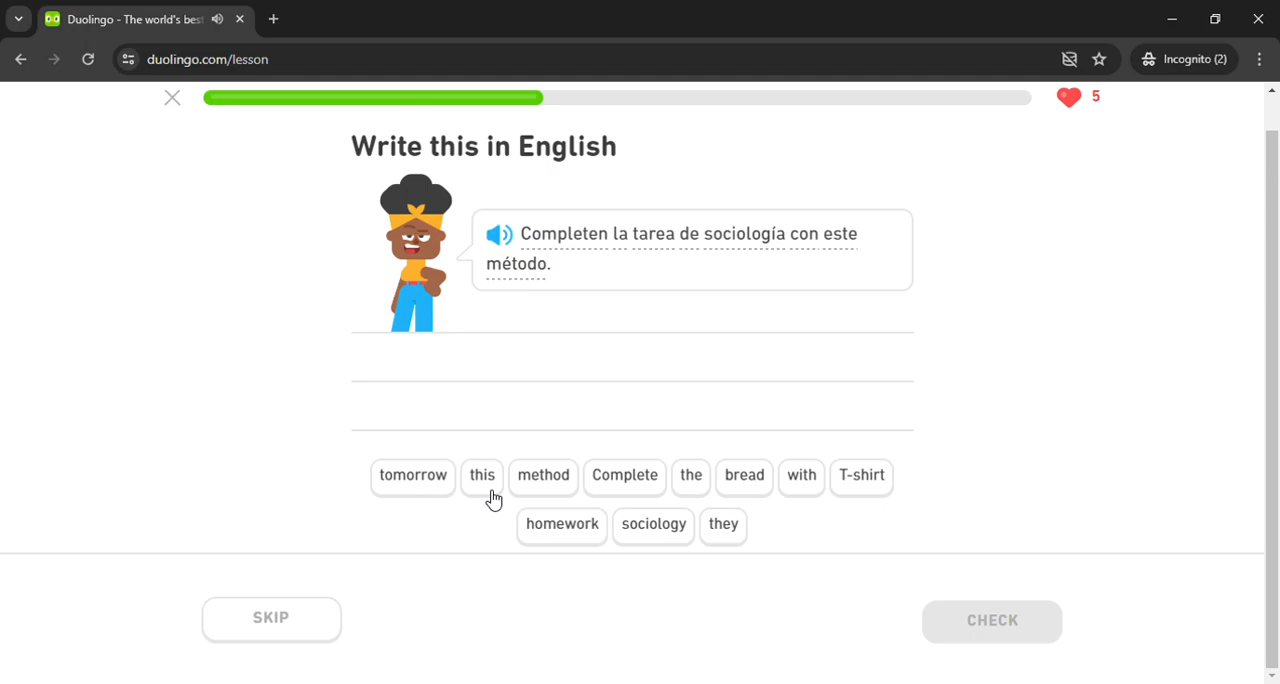 Duolingo - The world's bes
duolingo.com/lesson
Incognito (2)
5
Write this in English
Completen la tarea de sociología con este
método.
tomorrow this method Complete the bread with T-shirt
homework sociology they
SKIP
CHECK